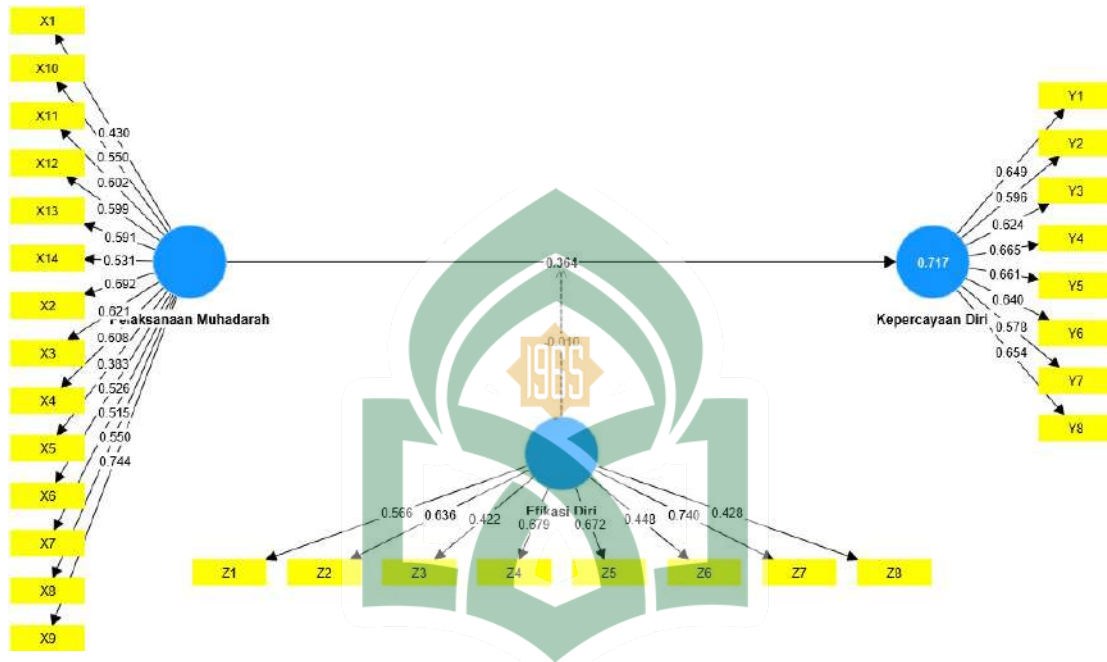 X1
X10
X11
X12
X13
X14
X2
X3
X4
X5
X6
X7
X8
X9
0.430
0.550
0.602
0.599
0.591
0.531
0.692
0.621
0.608
0.383
0.526
0.515
0.550
0.744
Pelaksanaan Muhadarah
0.364
-0.010
1965
0.717
Kepercayaan Diri
0.649
0.596
0.624
0.665
0.661
0.640
0.578
0.654
Y1
Y2
Y3
Y4
Y5
Y6
Y7
Y8
Efikasi Diri
0.566
0.636
0.422
0.679
0.672
0.448
0.740
0.428
Z1
Z2
Z3
Z4
Z5
Z6
Z7
Z8